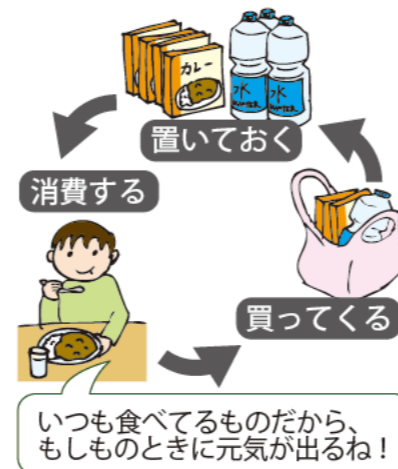 カレー
水
WATER
水
WATER
置いておく
消費する
買ってくる
いつも食べてるものだから、
もしものときに元気が出るね！